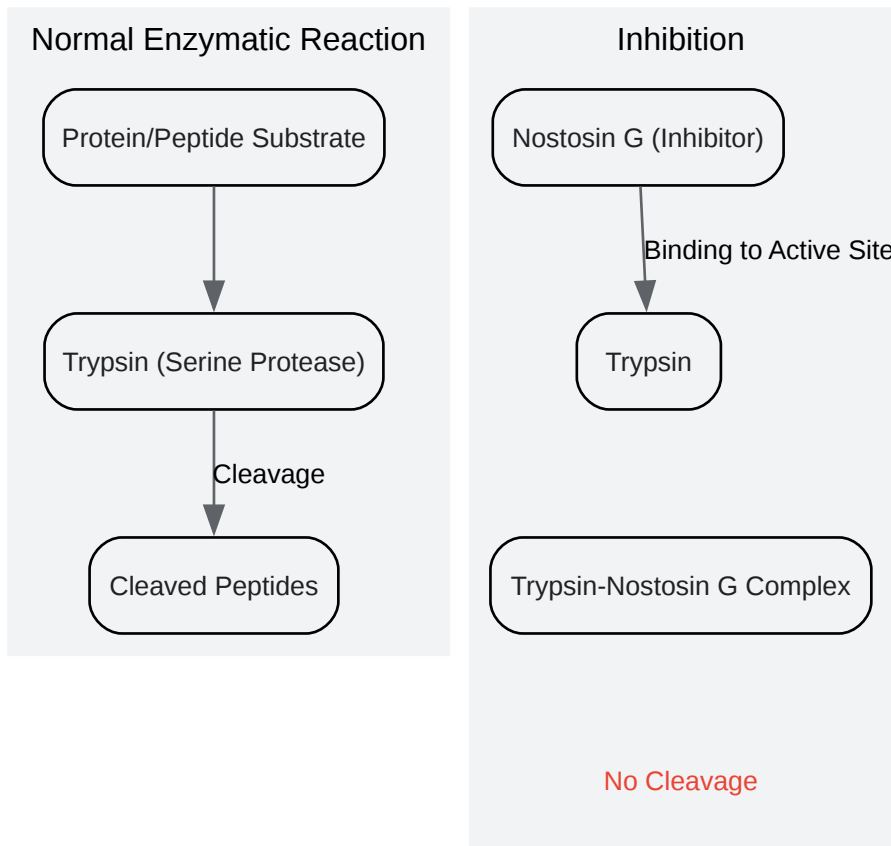 Normal Enzymatic Reaction
Protein/Peptide Substrate
Trypsin (Serine Protease)
Cleavage
Cleaved Peptides
Inhibition
Nostosin G (Inhibitor)
Binding to Active Site
Trypsin
Trypsin-Nostosin G Complex
No Cleavage